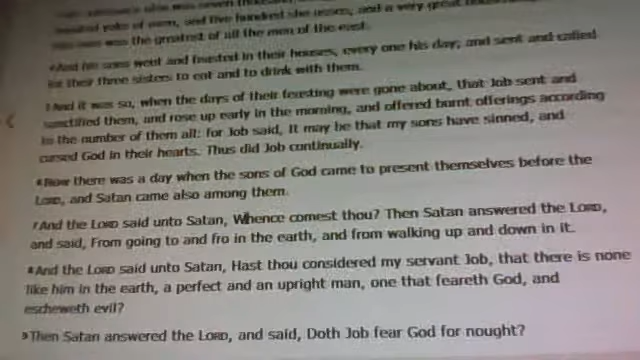 hundred yoke of oxen, and five hundred she asses, and a very great
was the greatest of all the men of the east.
4 And his sons went and feasted in their houses, every one his day; and sent and called
for their three sisters to eat and to drink with them.
5 And it was so, when the days of their feasting were gone about, that Job sent and
sanctified them, and rose up early in the morning, and offered burnt offerings according
to the number of them all: for Job said, It may be that my sons have sinned, and
cursed God in their hearts. Thus did Job continually.
6 Now there was a day when the sons of God came to present themselves before the
LORD, and Satan came also among them.
7 And the LORD said unto Satan, Whence comest thou? Then Satan answered the LORD,
and said, From going to and fro in the earth, and from walking up and down in it.
8 And the LORD said unto Satan, Hast thou considered my servant Job, that there is none
like him in the earth, a perfect and an upright man, one that feareth God, and
escheweth evil?
9 Then Satan answered the LORD, and said, Doth Job fear God for nought?